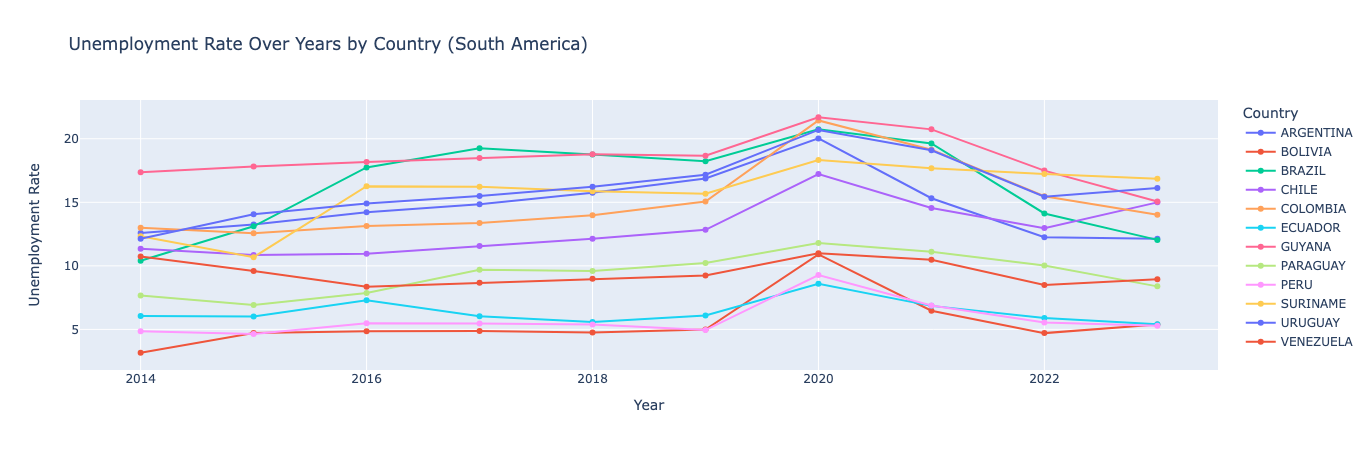 Unemployment Rate Over Years by Country (South America)
Unemployment Rate
20
15
10
5
2014
2016
2018
2020
2022
Year
Country
ARGENTINA
BOLIVIA
BRAZIL
CHILE
COLOMBIA
ECUADOR
GUYANA
PARAGUAY
PERU
SURINAME
URUGUAY
VENEZUELA